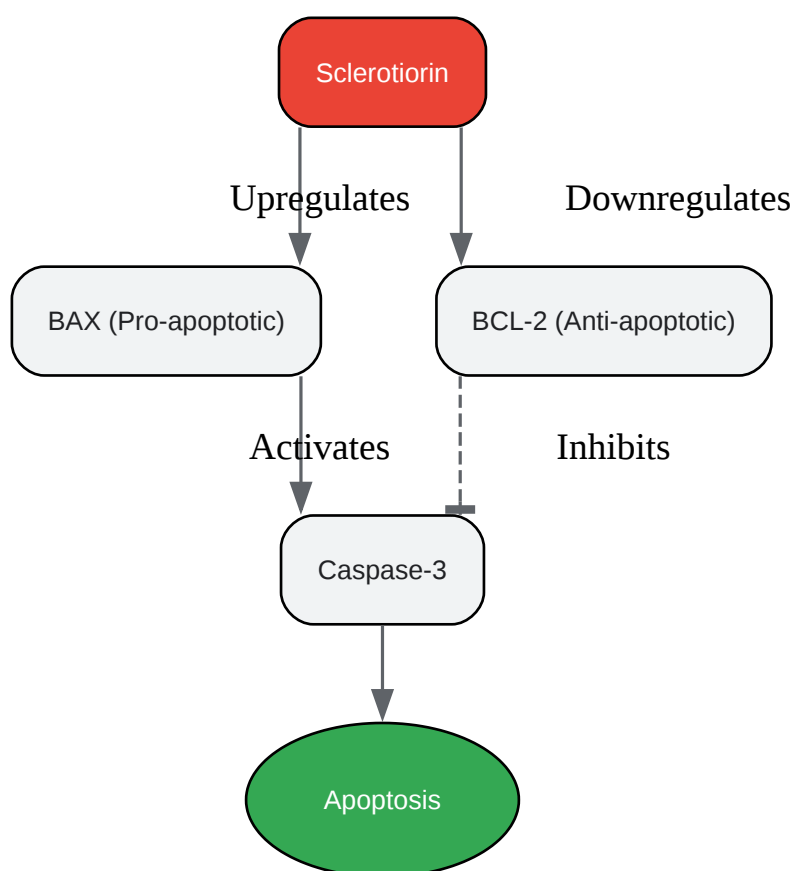 Sclerotiorin
Upregulates
Downregulates
BAX (Pro-apoptotic)
BCL-2 (Anti-apoptotic)
Activates
Inhibits
Caspase-3
Apoptosis